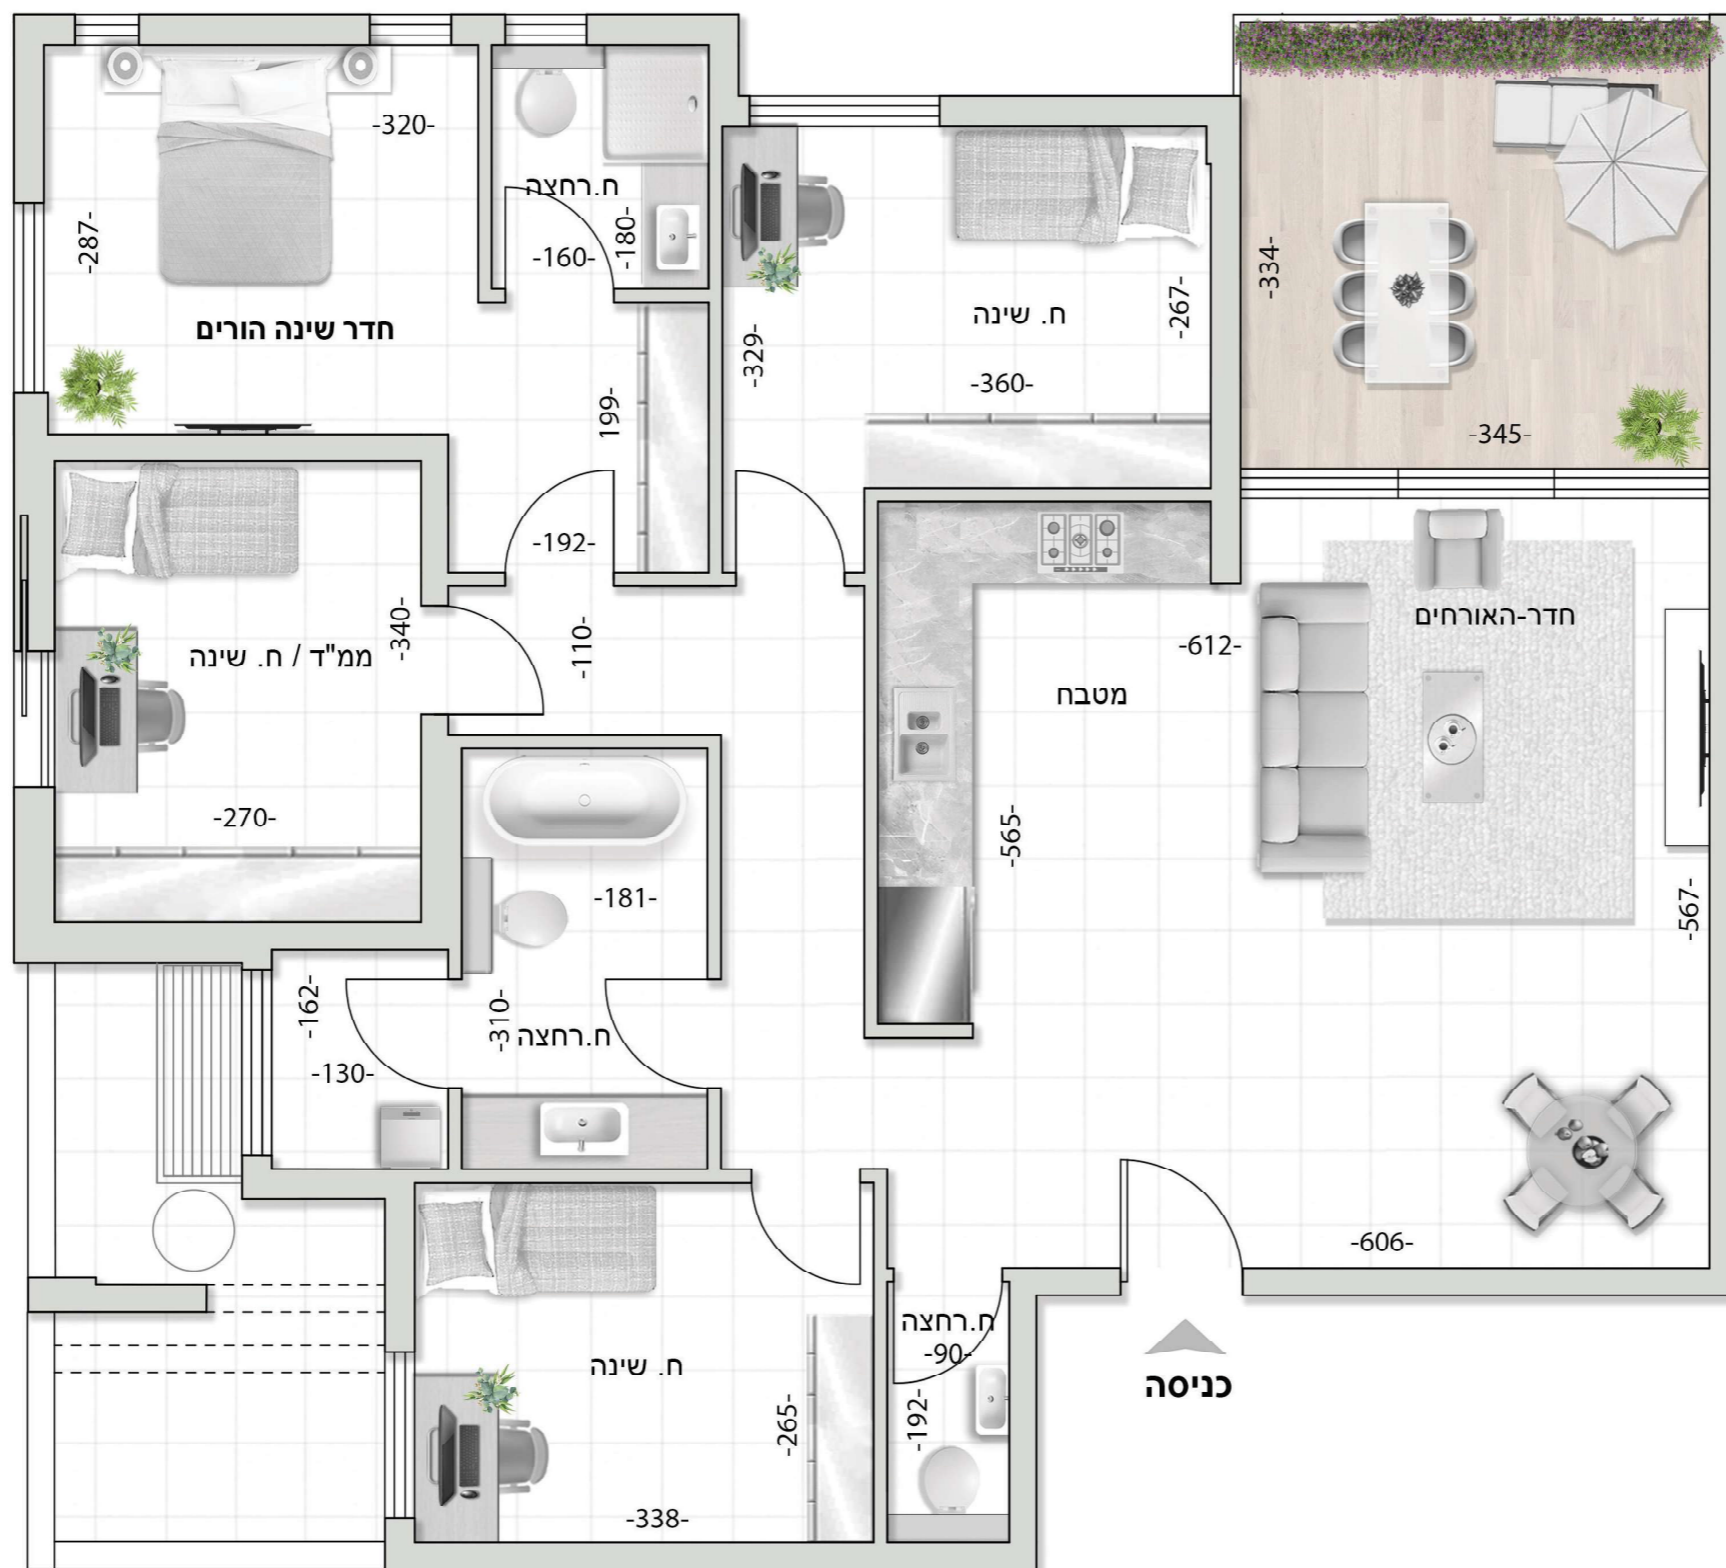 -320-
-287-
חדר שינה הורים
ח.רחצה
-180-
-160-
199-
-192-
ח. שינה
-267-
-329-
-360-
-334-
-345-
ממ"ד / ח. שינה
-340-
-270-
-110-
מטבח
-612-
-565-
חדר-האורחים
-567-
-606-
-181-
-310-
ח.רחצה
-162-
-130-
ח. שינה
-265-
-338-
ח.רחצה
-90-
-192-
כניסה